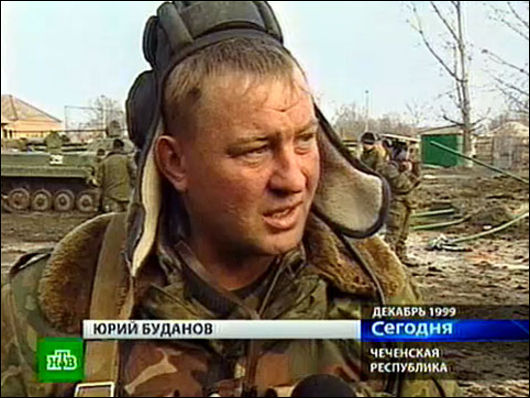 ДЕКАБРЬ 1999
ЮРИЙ БУДАНОВ
Сегодня
НТВ
ЧЕЧЕНСКАЯ
РЕСПУБЛИКА